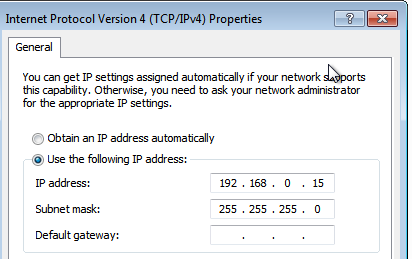 Internet Protocol Version 4 (TCP/IPv4) Properties
General
You can get IP settings assigned automatically if your network supports
this capability. Otherwise, you need to ask your network administrator
for the appropriate IP settings.
Obtain an IP address automatically
Use the following IP address:
IP address: 192 . 168 . 0 . 15
Subnet mask: 255 . 255 . 255 . 0
Default gateway: . . .